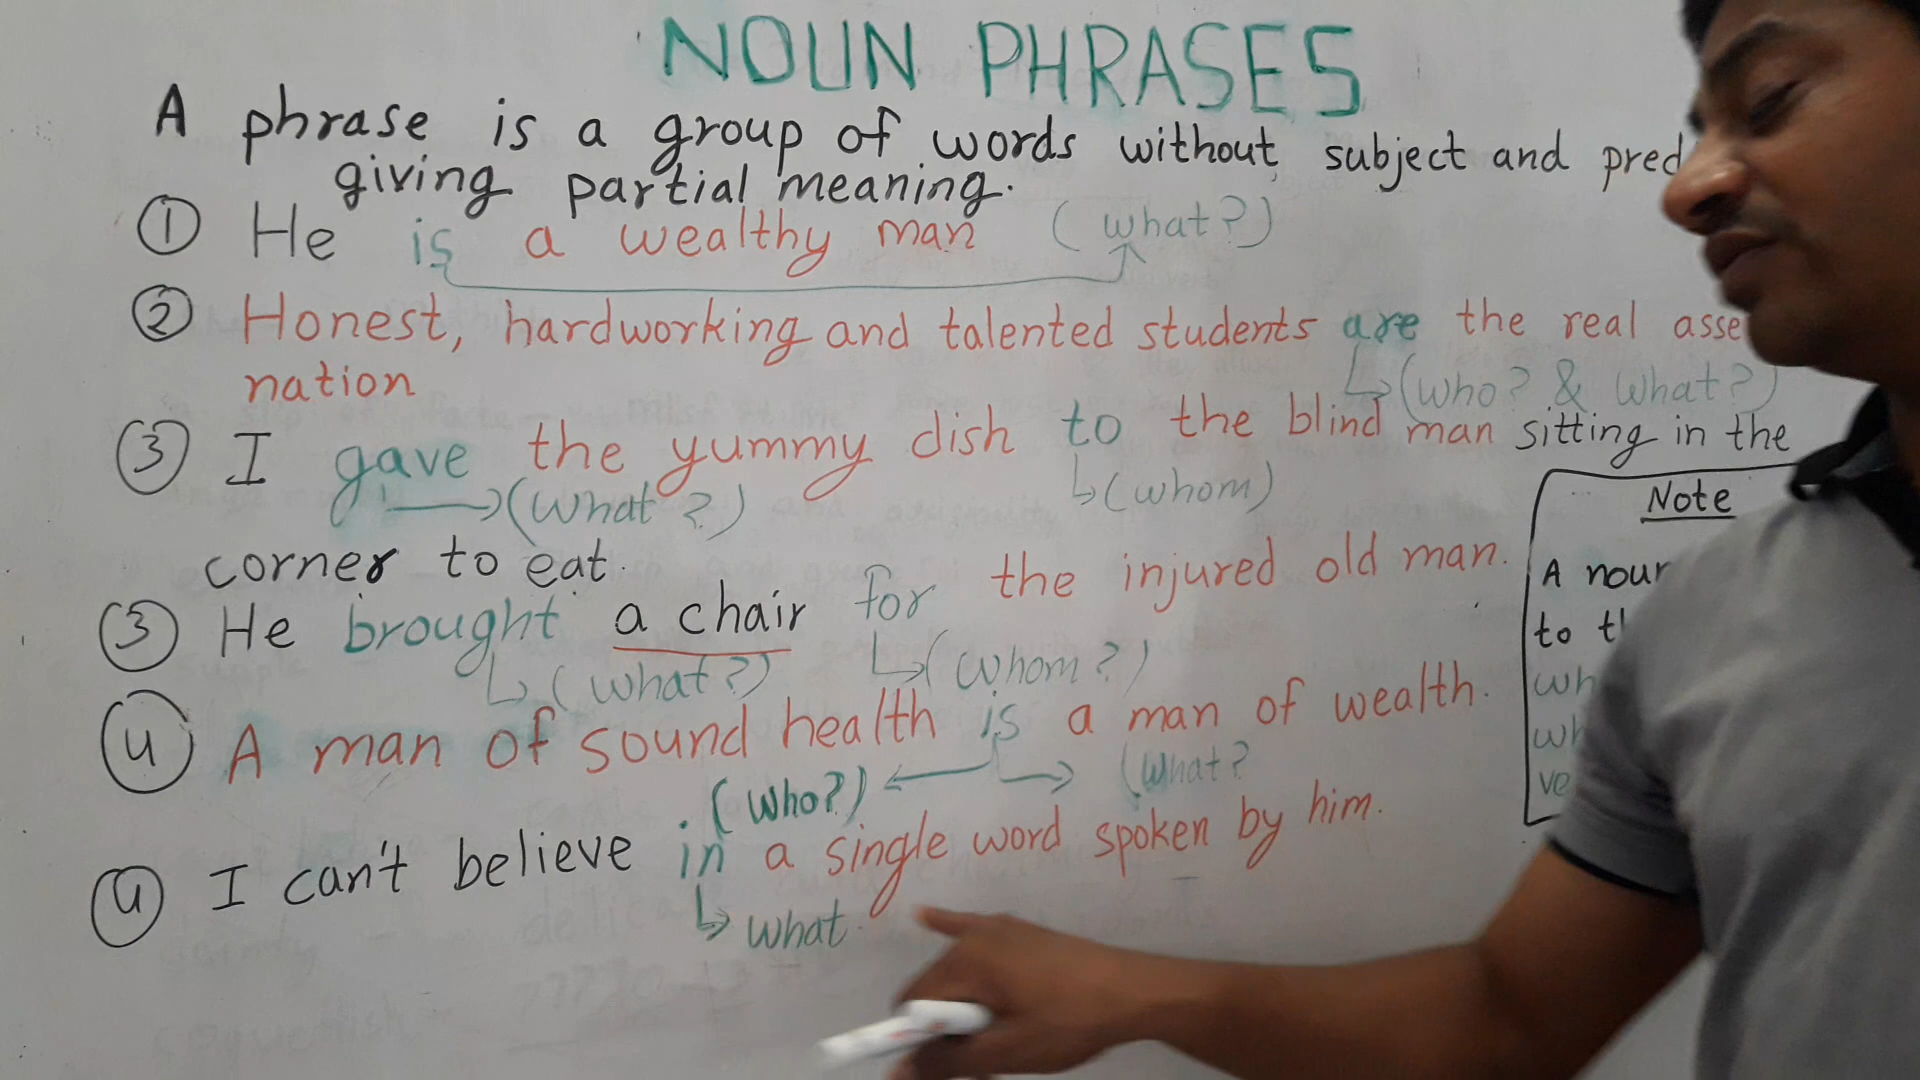 NOUN PHRASES
A phrase is a group of words without subject and pred
giving partial meaning.
① He is a wealthy man (what?)
② Honest, hardworking and talented students are the real asse
nation
(who? & what?)
③ I gave the yummy dish to the blind man sitting in the
(what?) (whom)
corner to eat.
③ He brought a chair for the injured old man.
(what?) (whom?)
④ A man of sound health is a man of wealth.
(who?) (what?
④ I can't believe in a single word spoken by him.
what.
Note
A noun
to th
wh
wh
ve